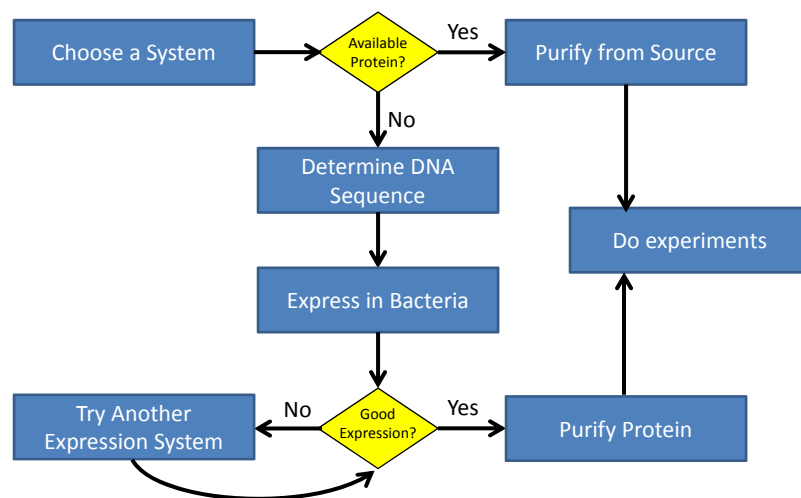 Choose a System
Available
Protein?
Yes
Purify from Source
No
Determine DNA
Sequence
Do experiments
Express in Bacteria
Try Another
Expression System
No
Good
Expression?
Yes
Purify Protein